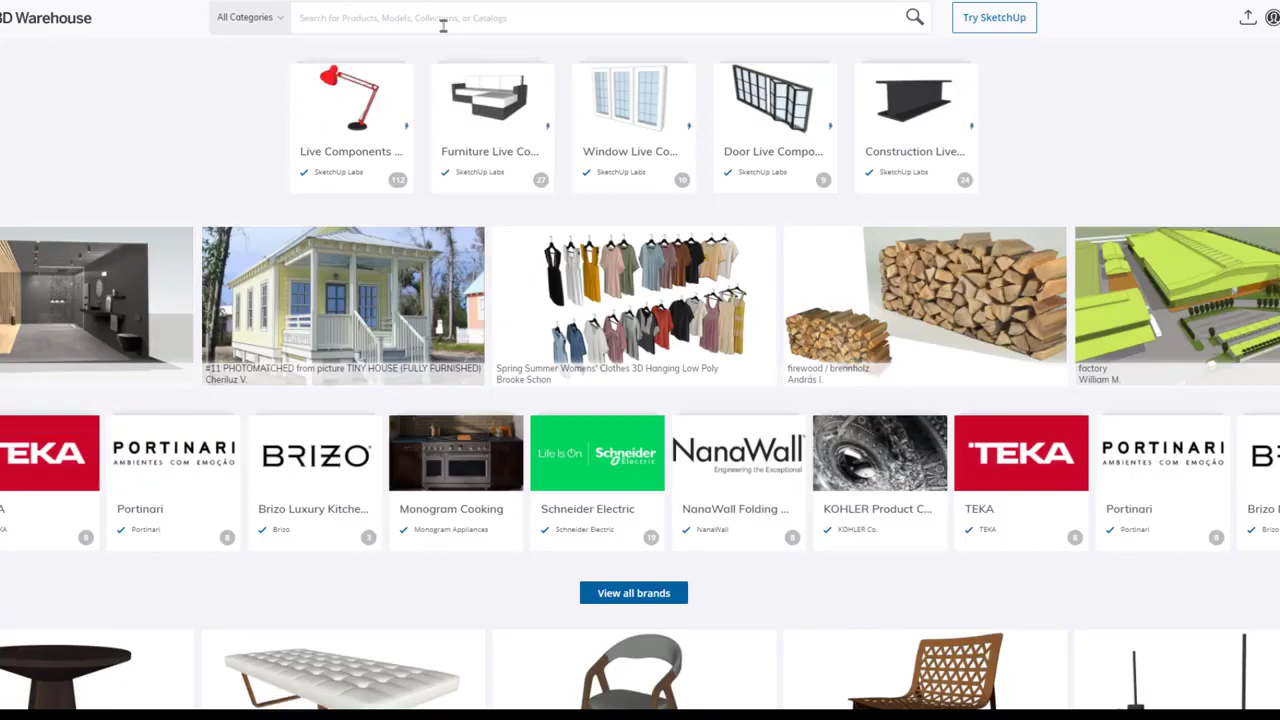 3D Warehouse
All Categories
Search for Products, Models, Collections, or Catalogs
Try SketchUp
Live Components ...
SketchUp Labs
112
Furniture Live Co...
SketchUp Labs
27
Window Live Co...
SketchUp Labs
10
Door Live Compo...
SketchUp Labs
9
Construction Live...
SketchUp Labs
24
#11 PHOTOMATCHED from picture TINY HOUSE (FULLY FURNISHED)
Cheriluz V.
Spring Summer Womens' Clothes 3D Hanging Low Poly
Brooke Schon
firewood / brennholz
András I.
factory
William M.
TEKA
PORTINARI
AMBIENTES COM EMOÇÃO
Portinari
Portinari
BRIZO
Brizo Luxury Kitche...
Brizo
3
Monogram Cooking
Monogram Appliances
Life Is On | Schneider Electric
Schneider Electric
Schneider Electric
19
NanaWall
Engineering the Exceptional
NanaWall Folding ...
NanaWall
KOHLER Product C...
KOHLER Co.
TEKA
TEKA
TEKA
PORTINARI
AMBIENTES COM EMOÇÃO
Portinari
Portinari
Brizo
View all brands